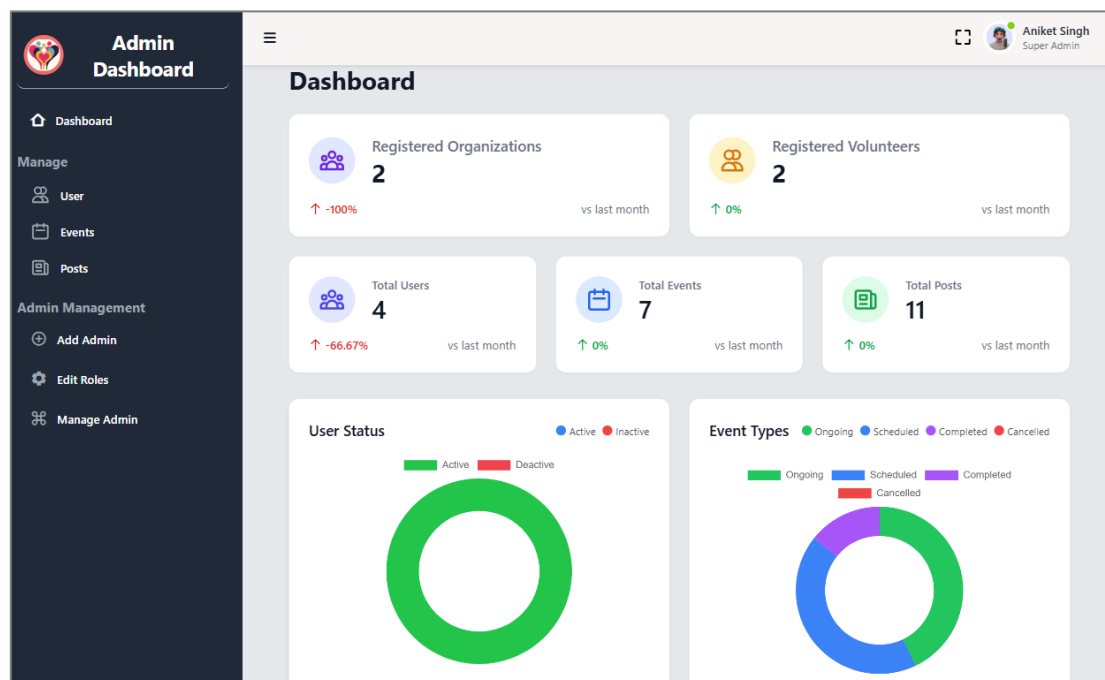 Admin
Dashboard
Dashboard
Manage
User
Events
Posts
Admin Management
Add Admin
Edit Roles
Manage Admin
Aniket Singh
Super Admin
Dashboard
Registered Organizations
2
-100%
vs last month
Registered Volunteers
2
0%
vs last month
Total Users
4
-66.67%
vs last month
Total Events
7
0%
vs last month
Total Posts
11
0%
vs last month
User Status
Active Inactive
Active Deactive
Event Types
Ongoing Scheduled Completed Cancelled
Ongoing Scheduled Completed
Cancelled